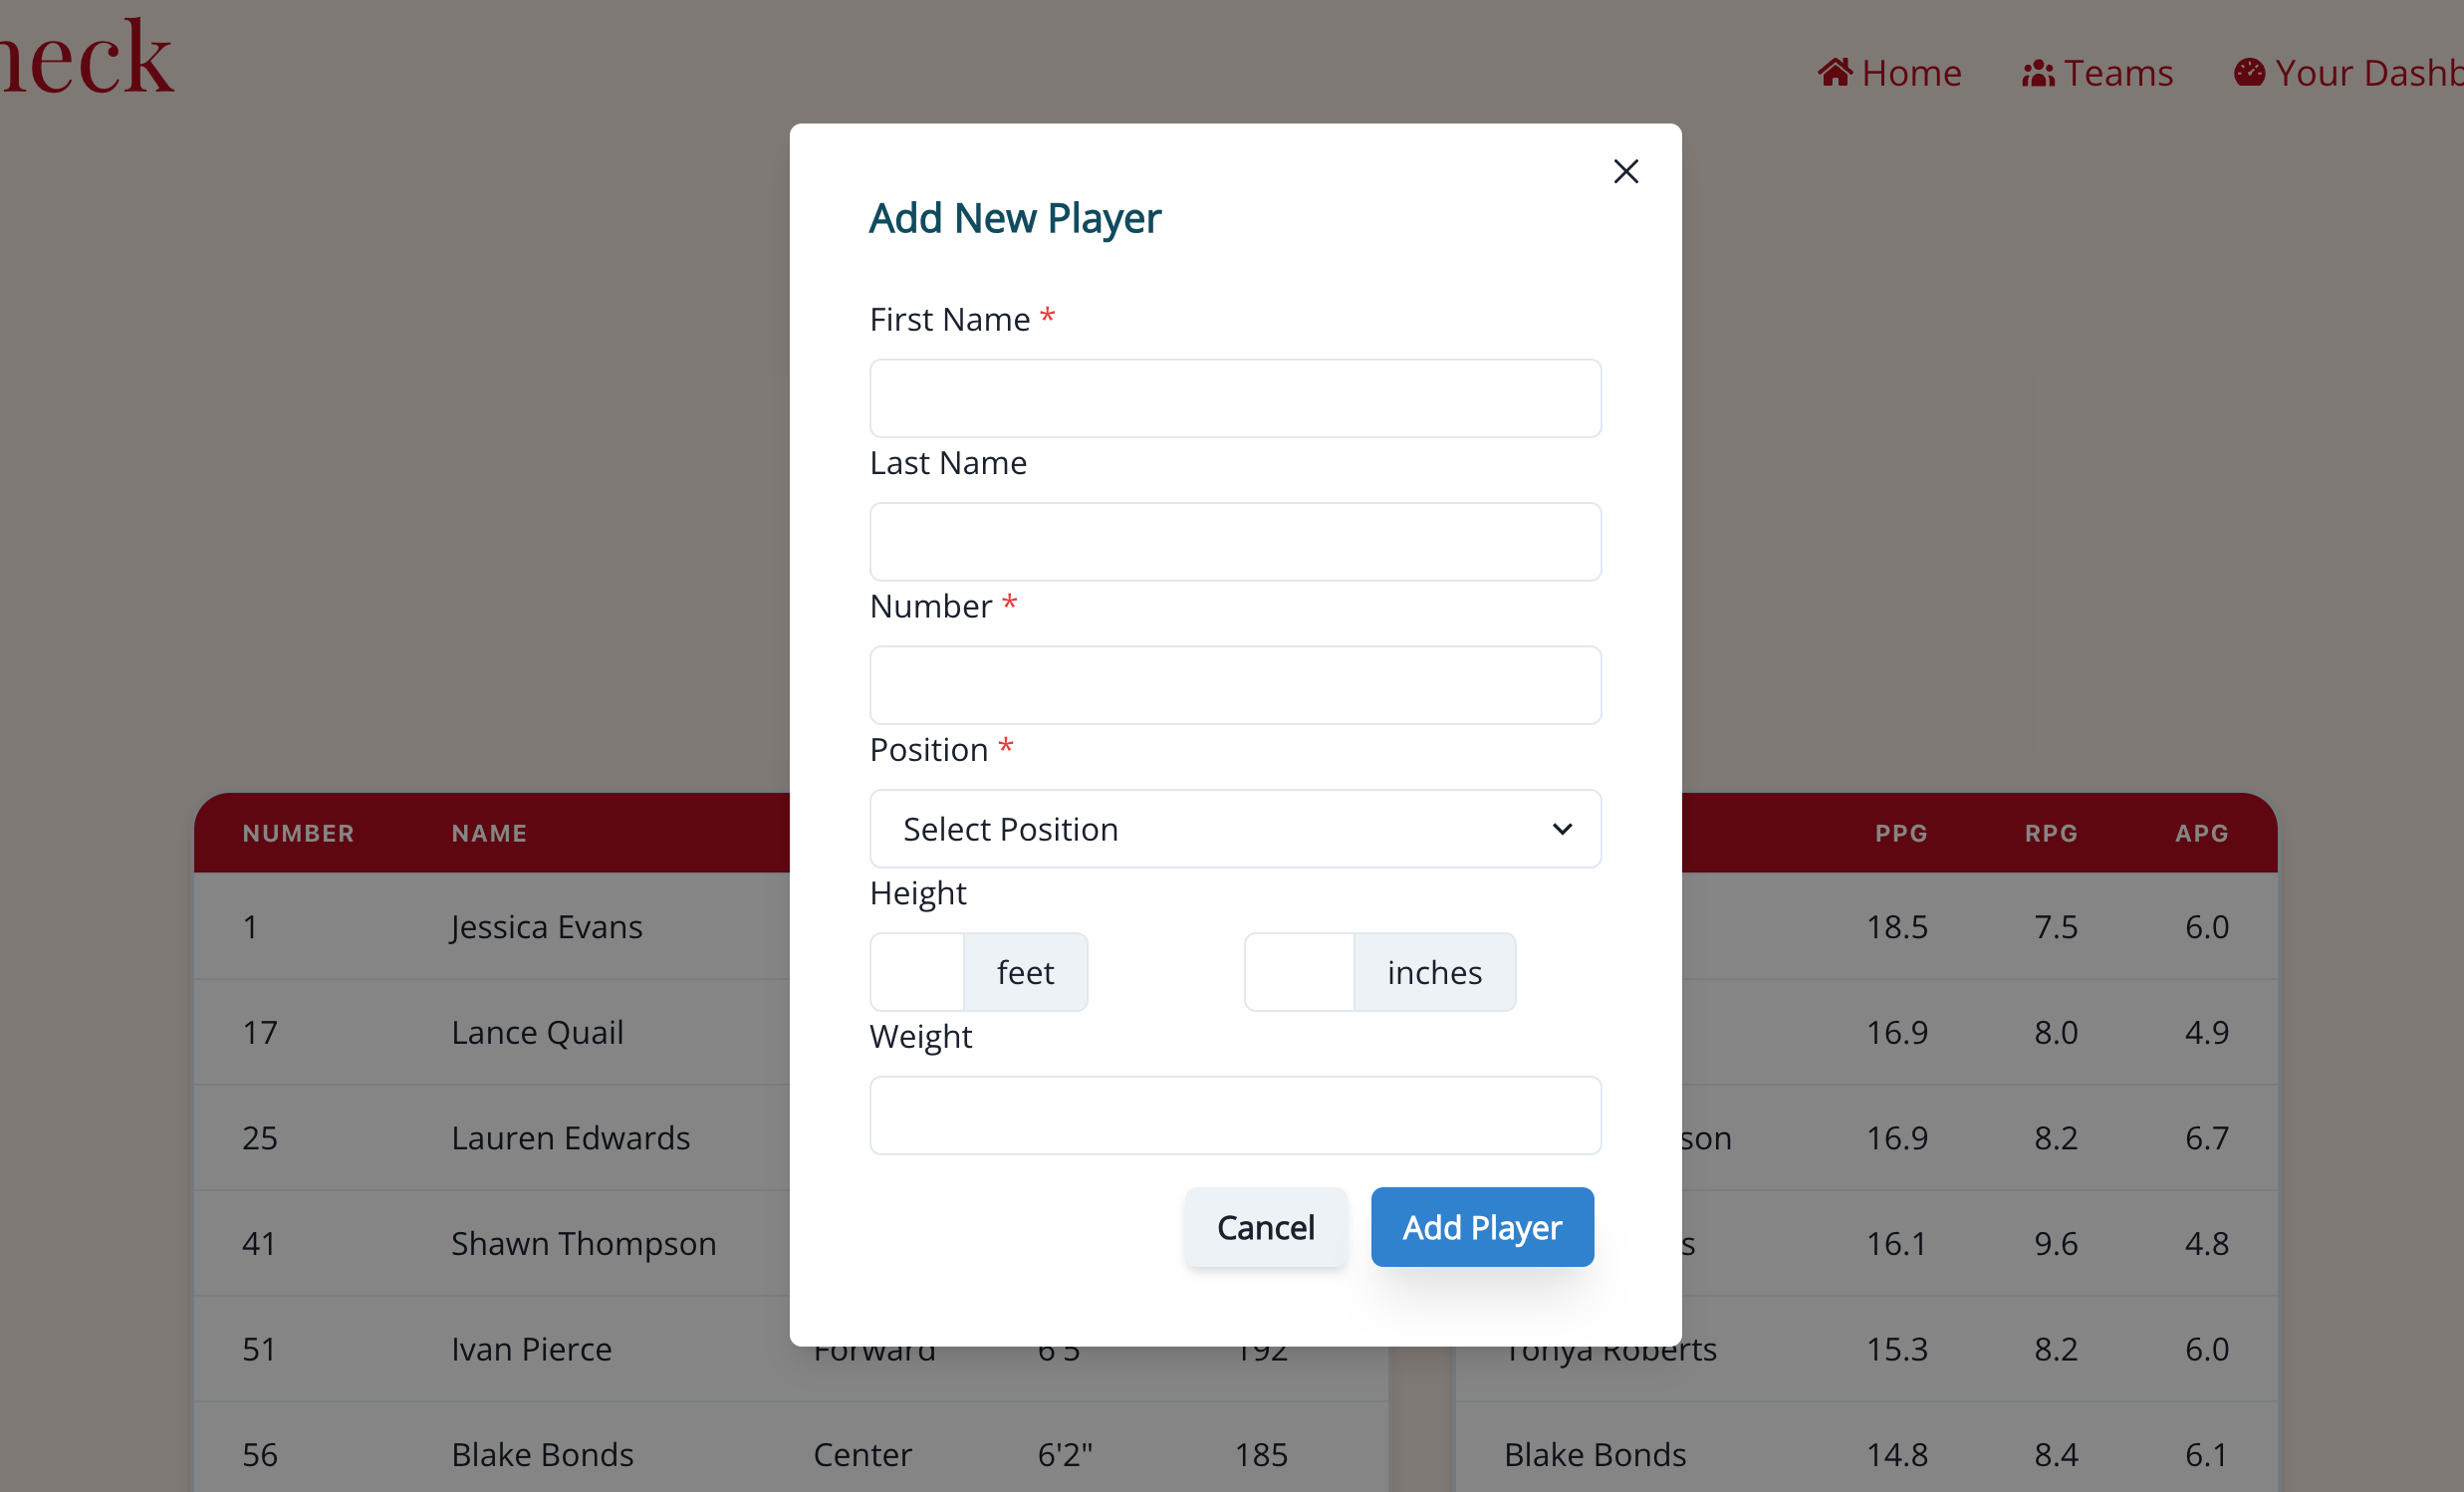 Home Teams Your
Add New Player
First Name *
Last Name
Number *
Position *
Select Position
Height
feet inches
Weight
Cancel Add Player
NUMBER NAME PPG RPG APG
1 Jessica Evans 18.5 7.5 6.0
17 Lance Quail 16.9 8.0 4.9
25 Lauren Edwards 16.9 8.2 6.7
41 Shawn Thompson 16.1 9.6 4.8
51 Ivan Pierce Forward 6'5 192 Tonya Roberts 15.3 8.2 6.0
56 Blake Bonds Center 6'2" 185 Blake Bonds 14.8 8.4 6.1